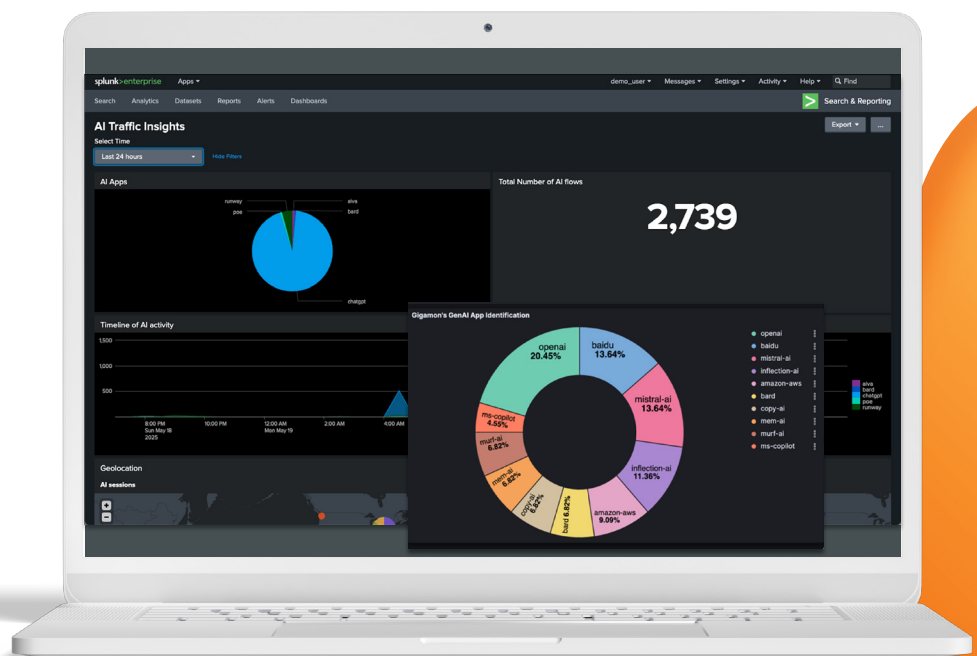 splunk>enterprise Apps
demo_user Messages Settings Activity Help Find
Search Analytics Datasets Reports Alerts Dashboards
Search & Reporting
AI Traffic Insights
Export ...
Select Time
Last 24 hours
Hide Filters
AI Apps
runway
poe
aiva
bard
chatgpt
Total Number of AI flows
2,739
Timeline of AI activity
1,500
1,000
500
8:00 PM
Sun May 18
2025
10:00 PM
12:00 AM
Mon May 19
2:00 AM
4:00 AM
aiva
bard
chatgpt
poe
runway
Geolocation
AI sessions
+
-
Gigamon's GenAI App Identification
openai
20.45%
baidu
13.64%
mistral-ai
13.64%
inflection-ai
11.36%
amazon-aws
9.09%
bard 6.82%
copy-ai
6.82%
mem-ai
6.82%
murf-ai
6.82%
ms-copilot
4.55%
openai
baidu
mistral-ai
inflection-ai
amazon-aws
bard
copy-ai
mem-ai
murf-ai
ms-copilot